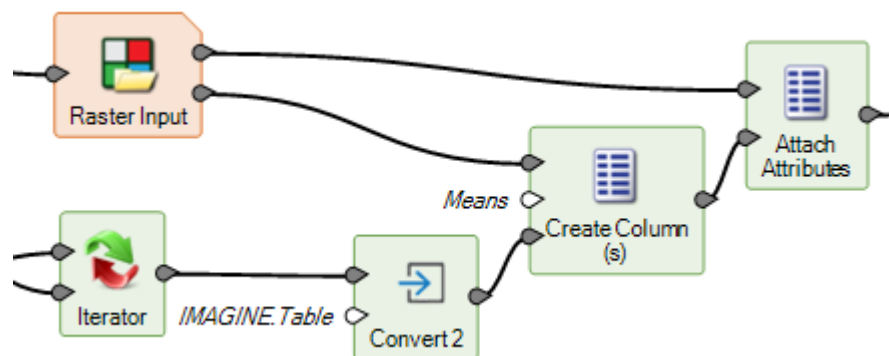 Raster Input
Attach
Attributes
Means
Create Column
(s)
Iterator
IMAGINE.Table
Convert 2